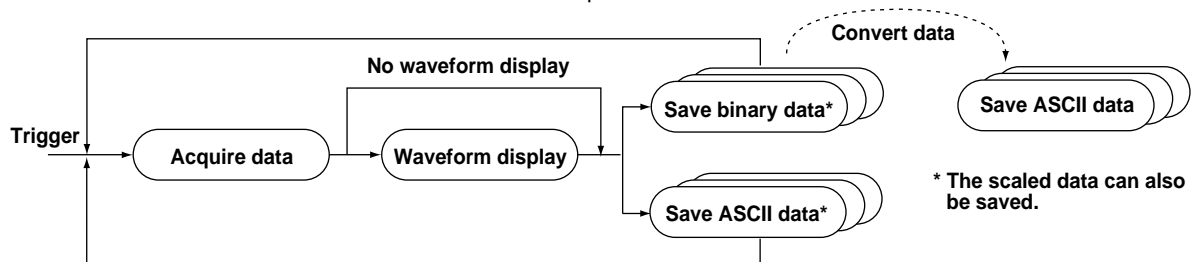 Convert data
No waveform display
Save binary data*
Save ASCII data
Trigger
Acquire data
Waveform display
* The scaled data can also
be saved.
Save ASCII data*